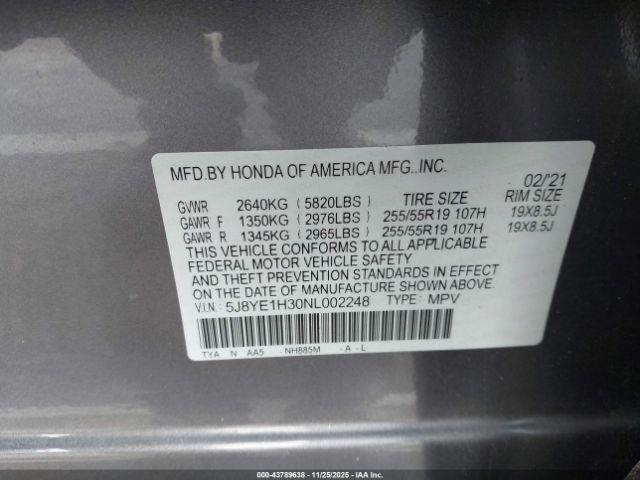 MFD.BY HONDA OF AMERICA MFG.,INC.
02/'21
GVWR 2640KG ( 5820LBS ) TIRE SIZE RIM SIZE
GAWR F 1350KG ( 2976LBS ) 255/55R19 107H 19X8.5J
GAWR R 1345KG ( 2965LBS ) 255/55R19 107H 19X8.5J
THIS VEHICLE CONFORMS TO ALL APPLICABLE
FEDERAL MOTOR VEHICLE SAFETY
AND THEFT PREVENTION STANDARDS IN EFFECT
ON THE DATE OF MANUFACTURE SHOWN ABOVE.
V.I.N.: 5J8YE1H30NL002248 TYPE: MPV
TYA N AA5 -NH885M -A -L
000-43789638 - 11/25/2025 - IAA Inc.